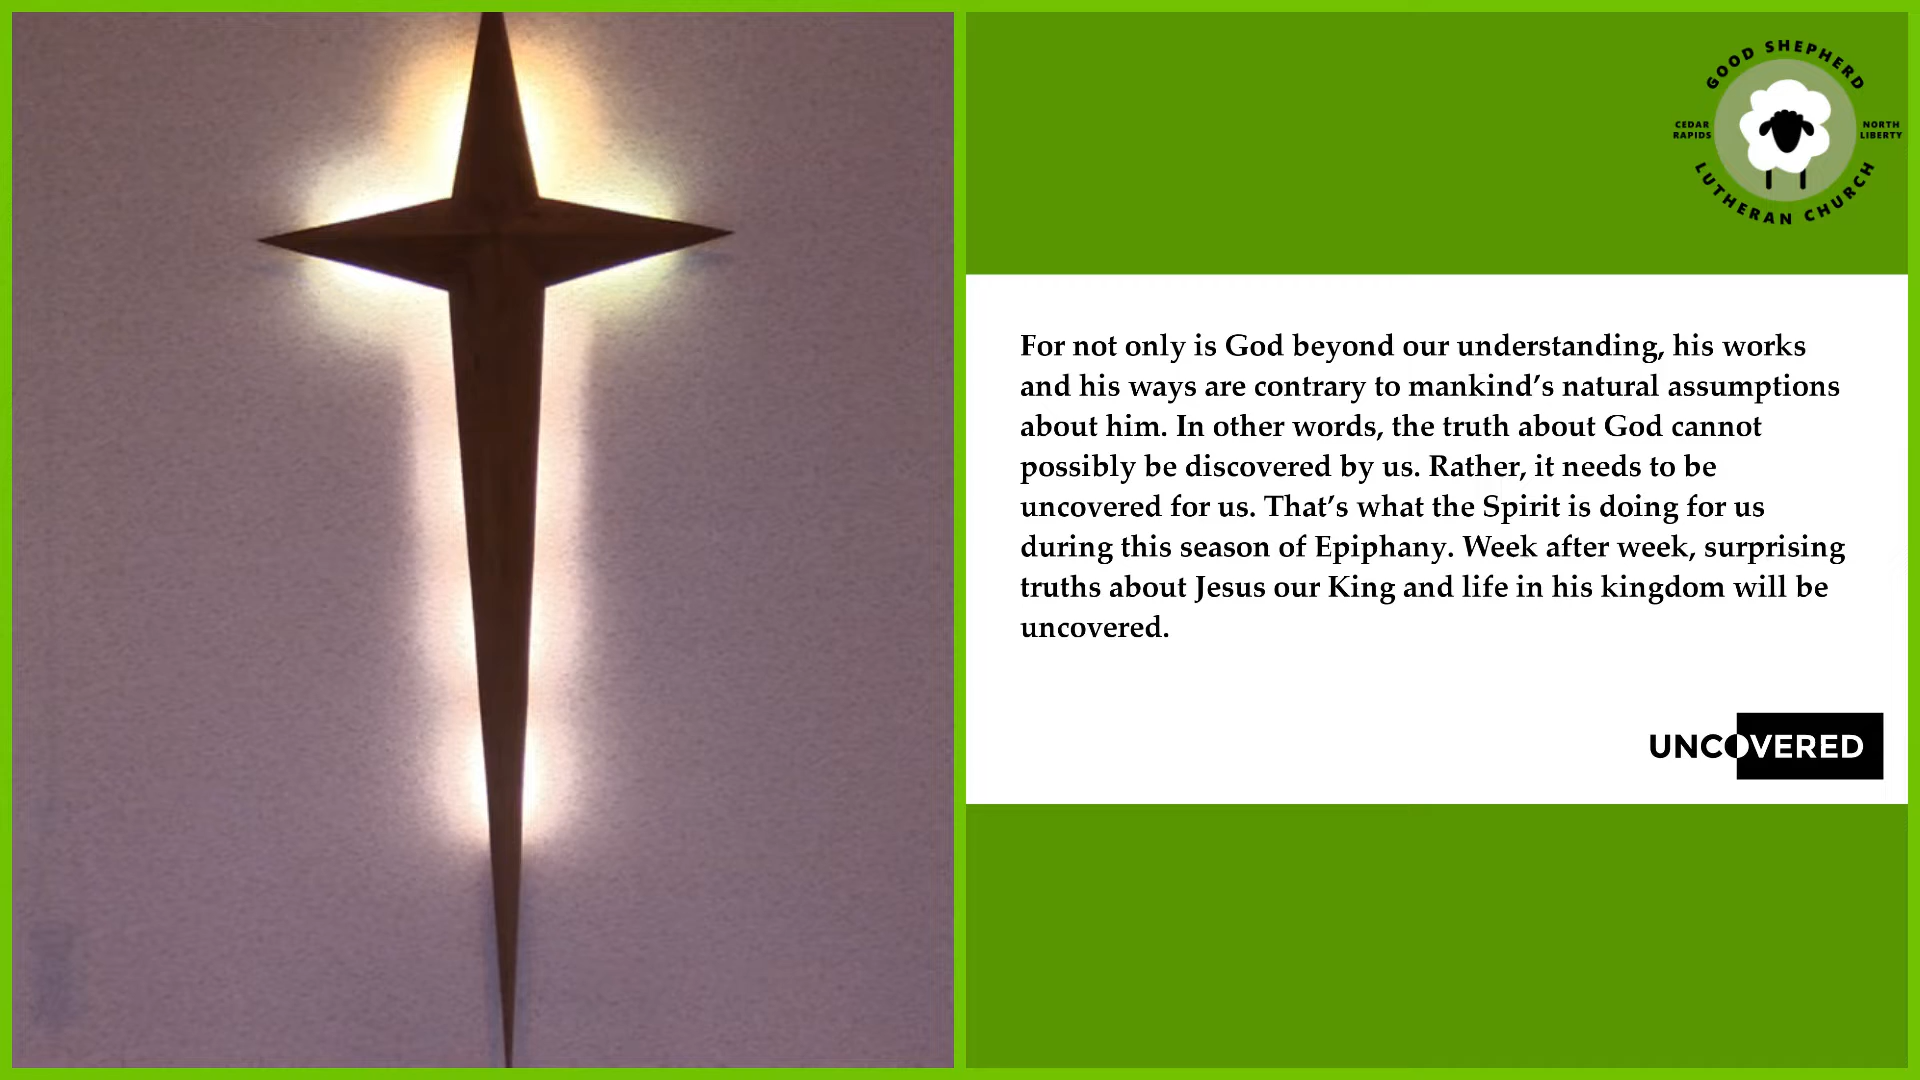 GOOD SHEPHERD
CEDAR
RAPIDS
NORTH
LIBERTY
LUTHERAN CHURCH
For not only is God beyond our understanding, his works
and his ways are contrary to mankind’s natural assumptions
about him. In other words, the truth about God cannot
possibly be discovered by us. Rather, it needs to be
uncovered for us. That’s what the Spirit is doing for us
during this season of Epiphany. Week after week, surprising
truths about Jesus our King and life in his kingdom will be
uncovered.
UNCOVERED